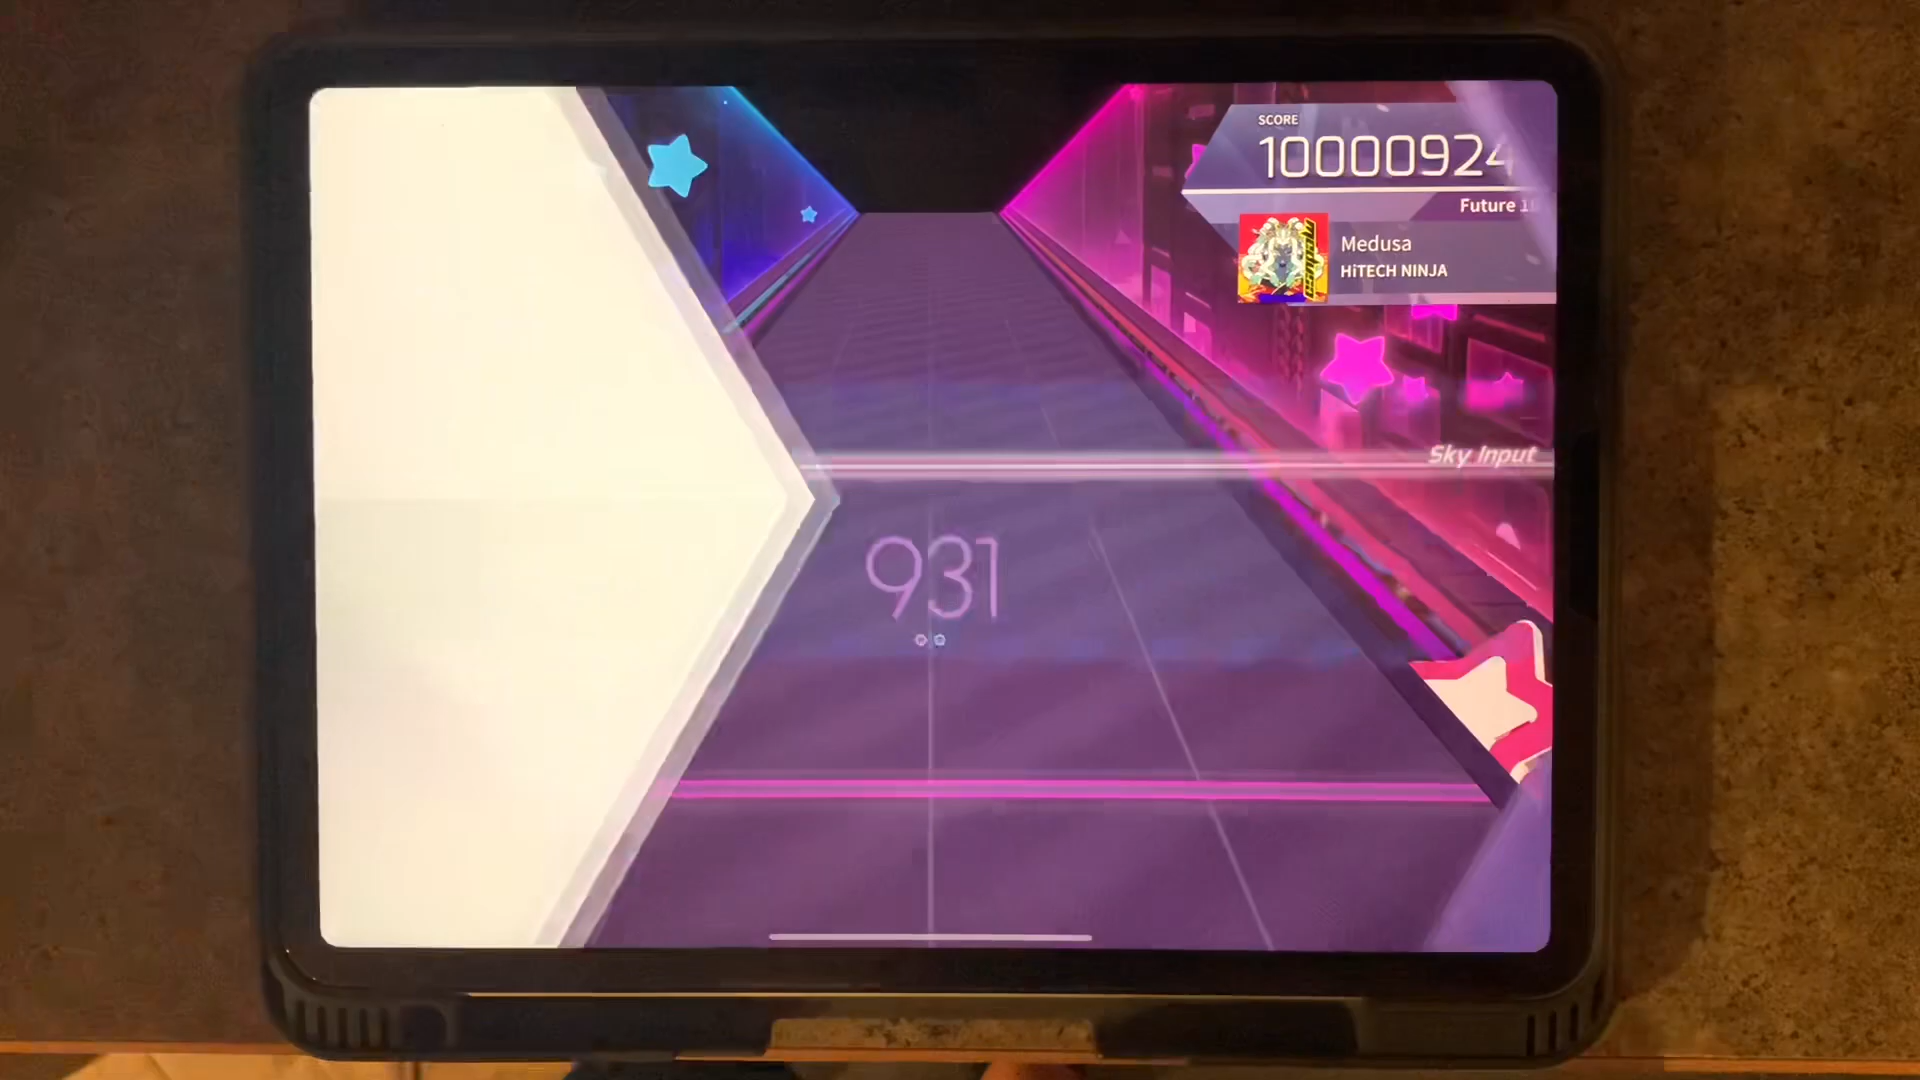 SCORE
10000924
Future
Medusa
HiTECH NINJA
Sky Input
931